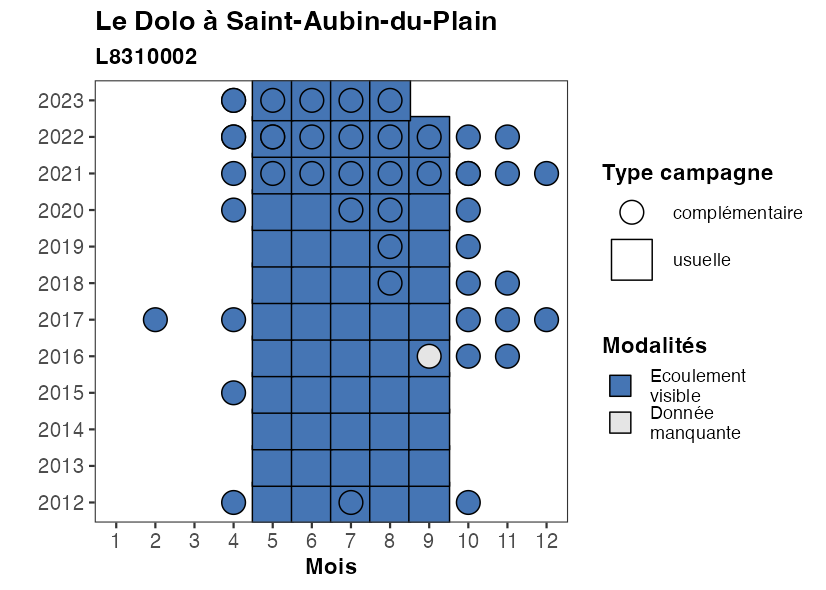 Le Dolo à Saint-Aubin-du-Plain
L8310002
2023
2022
2021
2020
2019
2018
2017
2016
2015
2014
2013
2012
1 2 3 4 5 6 7 8 9 10 11 12
Mois
Type campagne
complémentaire
usuelle
Modalités
Ecoulement
visible
Donnée
manquante